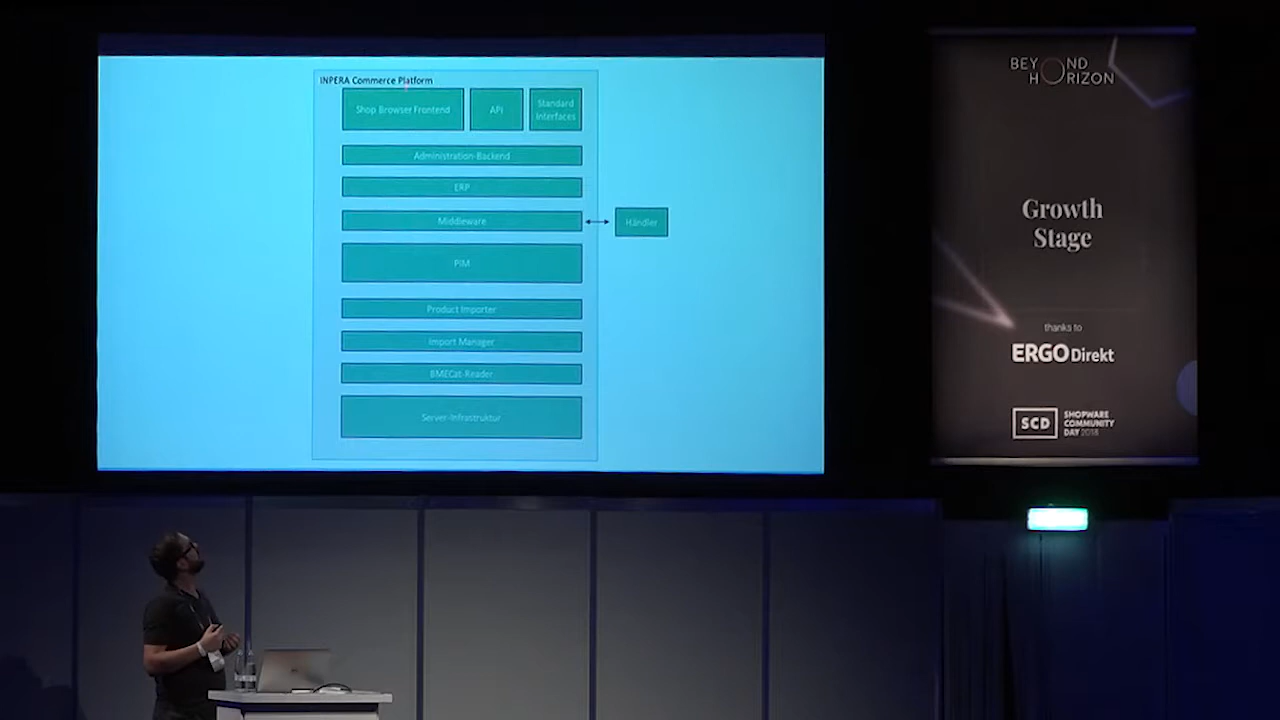 INPERA Commerce Platform
Shop Browser Frontend
API
Standard
Interfaces
Administration-Backend
ERP
Middleware
Händler
PIM
Product Importer
Import Manager
BMECat-Reader
Server-Infrastruktur
BEYOND
HORIZON
Growth
Stage
thanks to
ERGO Direkt
SCD
SHOPWARE
COMMUNITY
DAY 2018